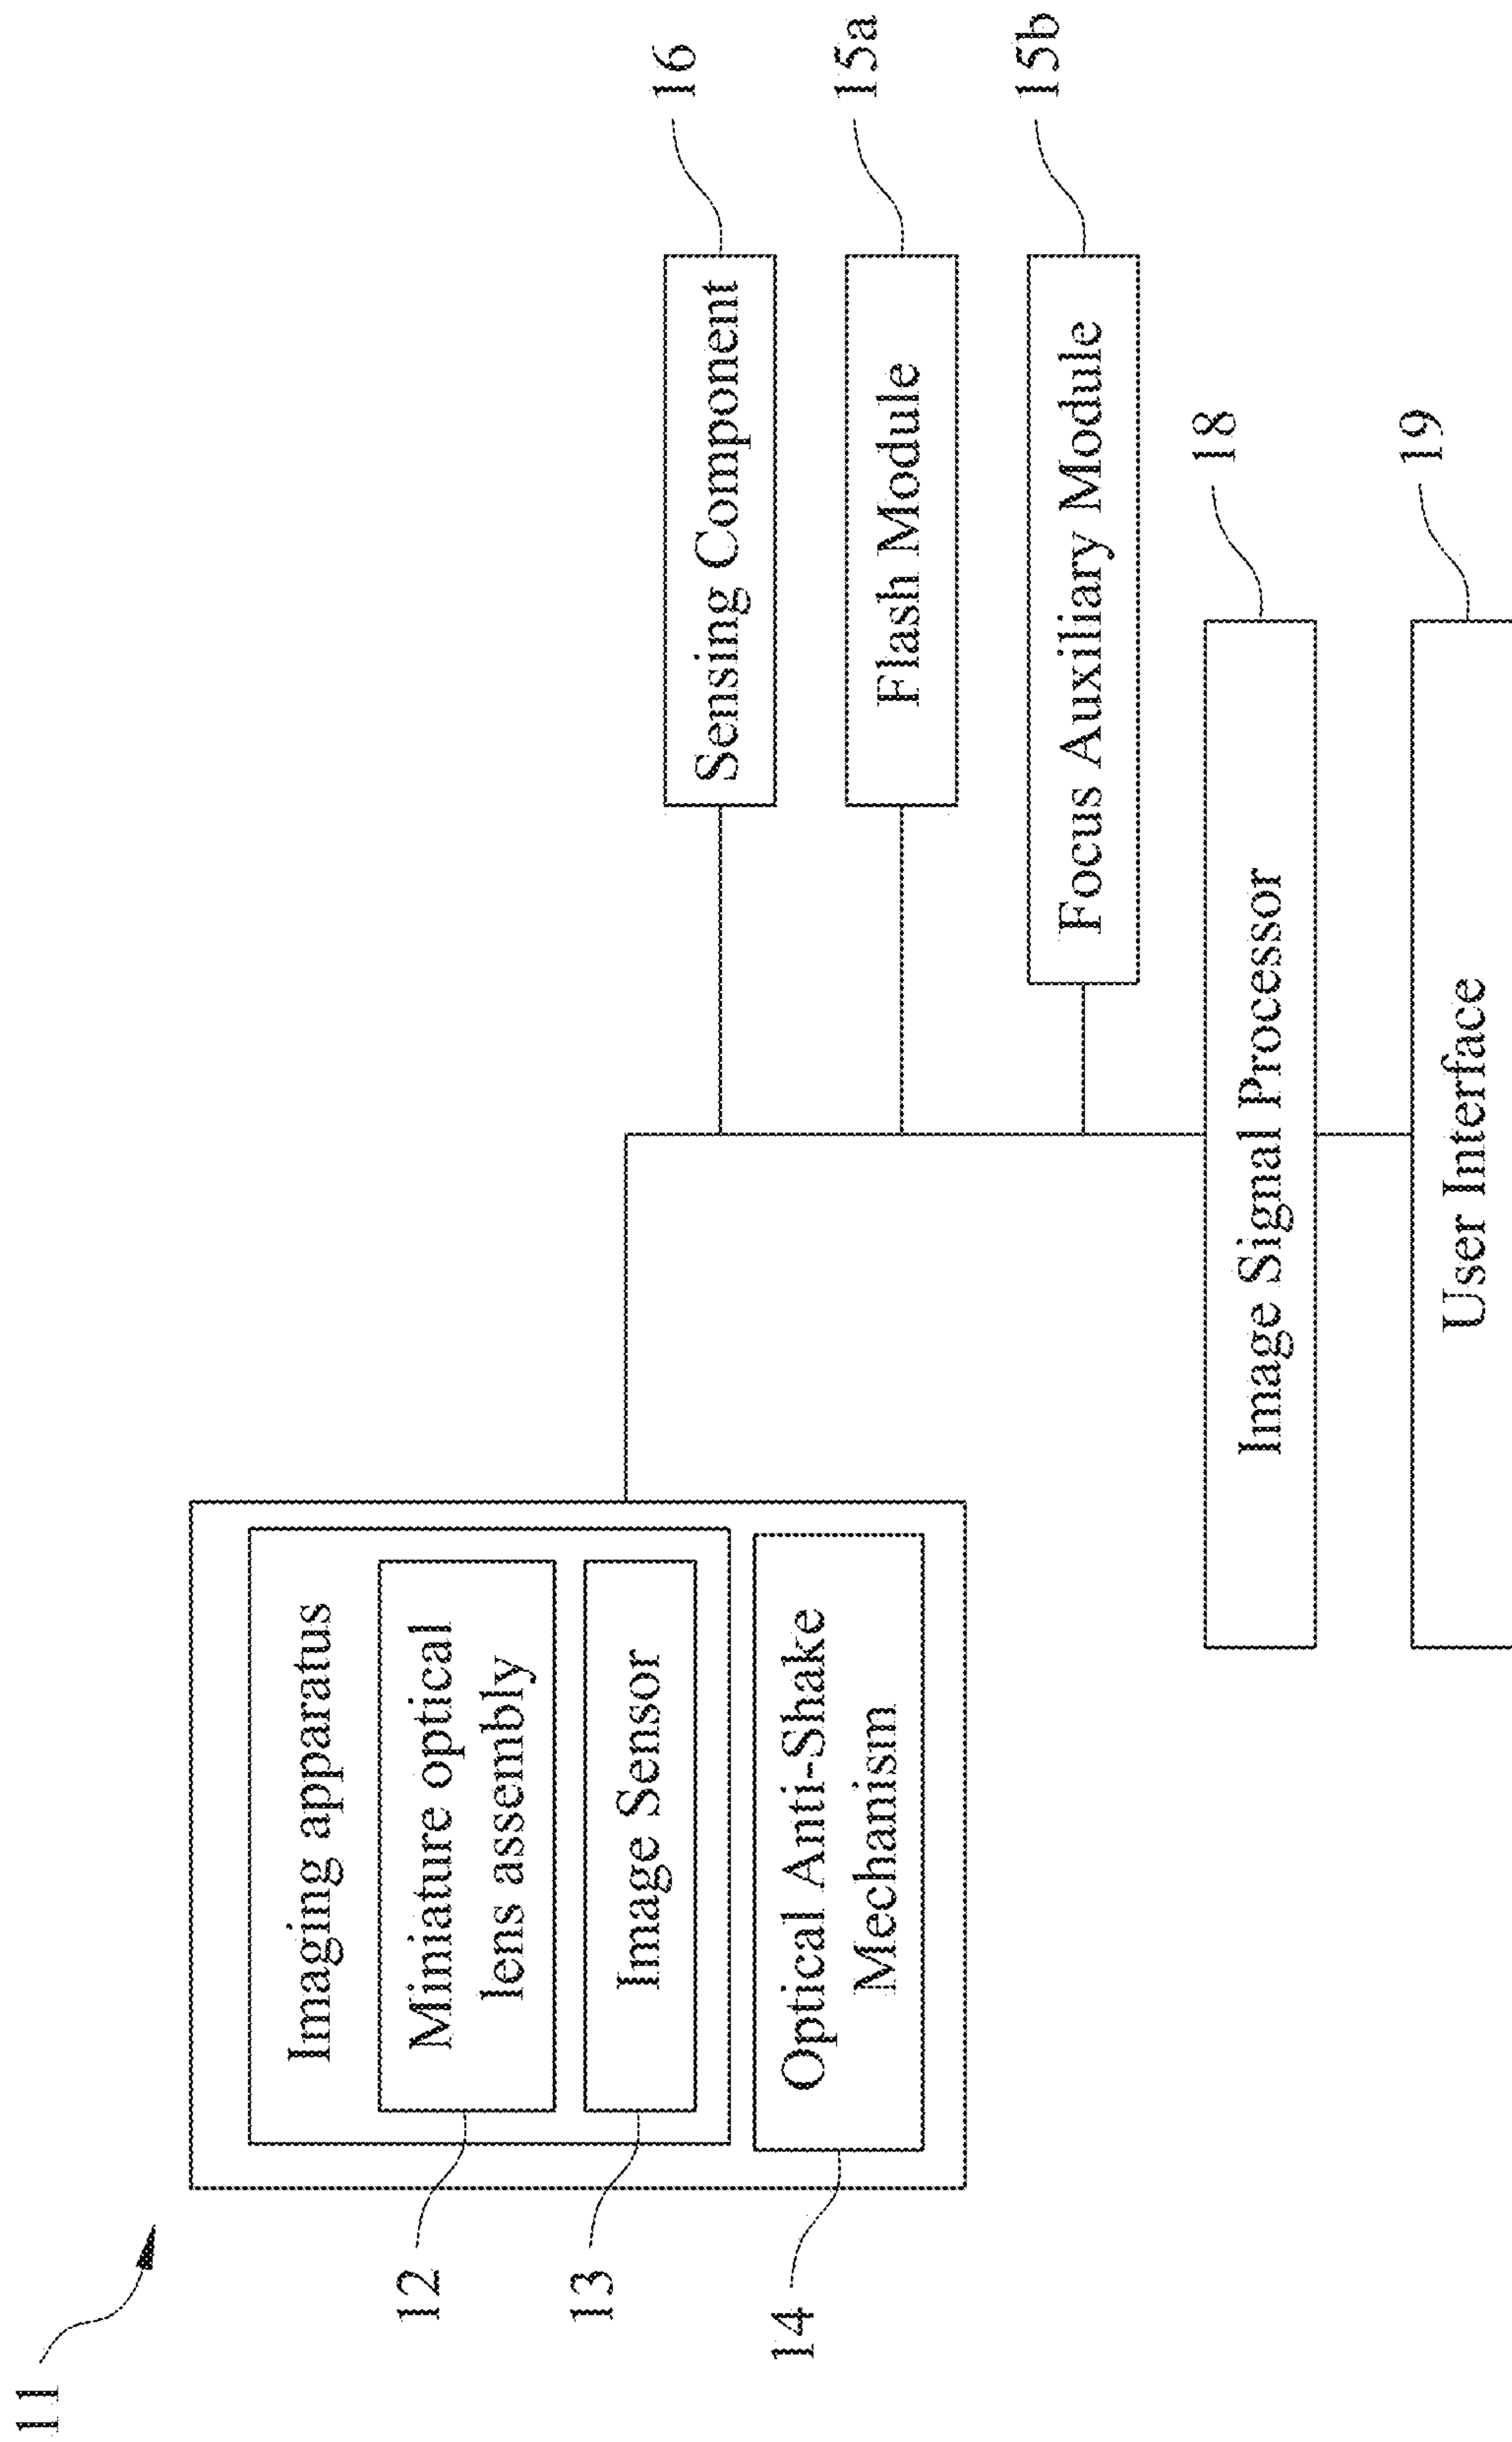 11
Imaging apparatus
12
Miniature optical
lens assembly
13
Image Sensor
14
Optical Anti-Shake
Mechanism
16
Sensing Component
15a
Flash Module
15b
Focus Auxiliary Module
18
Image Signal Processor
19
User Interface